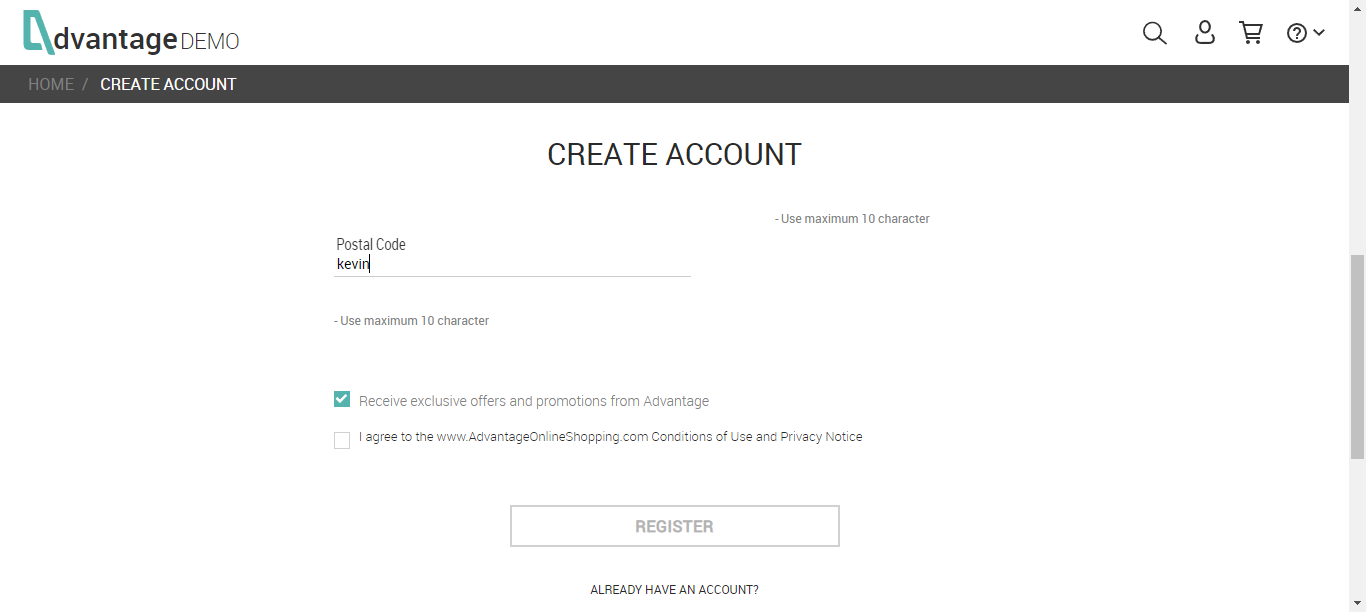 dvantage DEMO
HOME / CREATE ACCOUNT
CREATE ACCOUNT
- Use maximum 10 character
Postal Code
kevin
- Use maximum 10 character
Receive exclusive offers and promotions from Advantage
I agree to the www.AdvantageOnlineShopping.com Conditions of Use and Privacy Notice
REGISTER
ALREADY HAVE AN ACCOUNT?